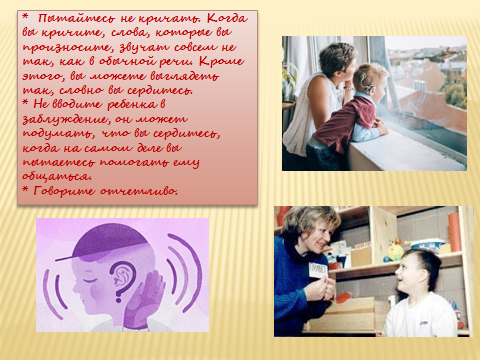 * Пытайтесь не кричать. Когда
вы кричите, слова, которые вы
произносите, звучат совсем не
так, как в обычной речи. Кроме
этого, вы можете выглядеть
так, словно вы сердитесь.
* Не вводите ребенка в
заблуждение, он может
подумать, что вы сердитесь,
когда на самом деле вы
пытаетесь помогать ему
общаться.
* Говорите отчетливо.